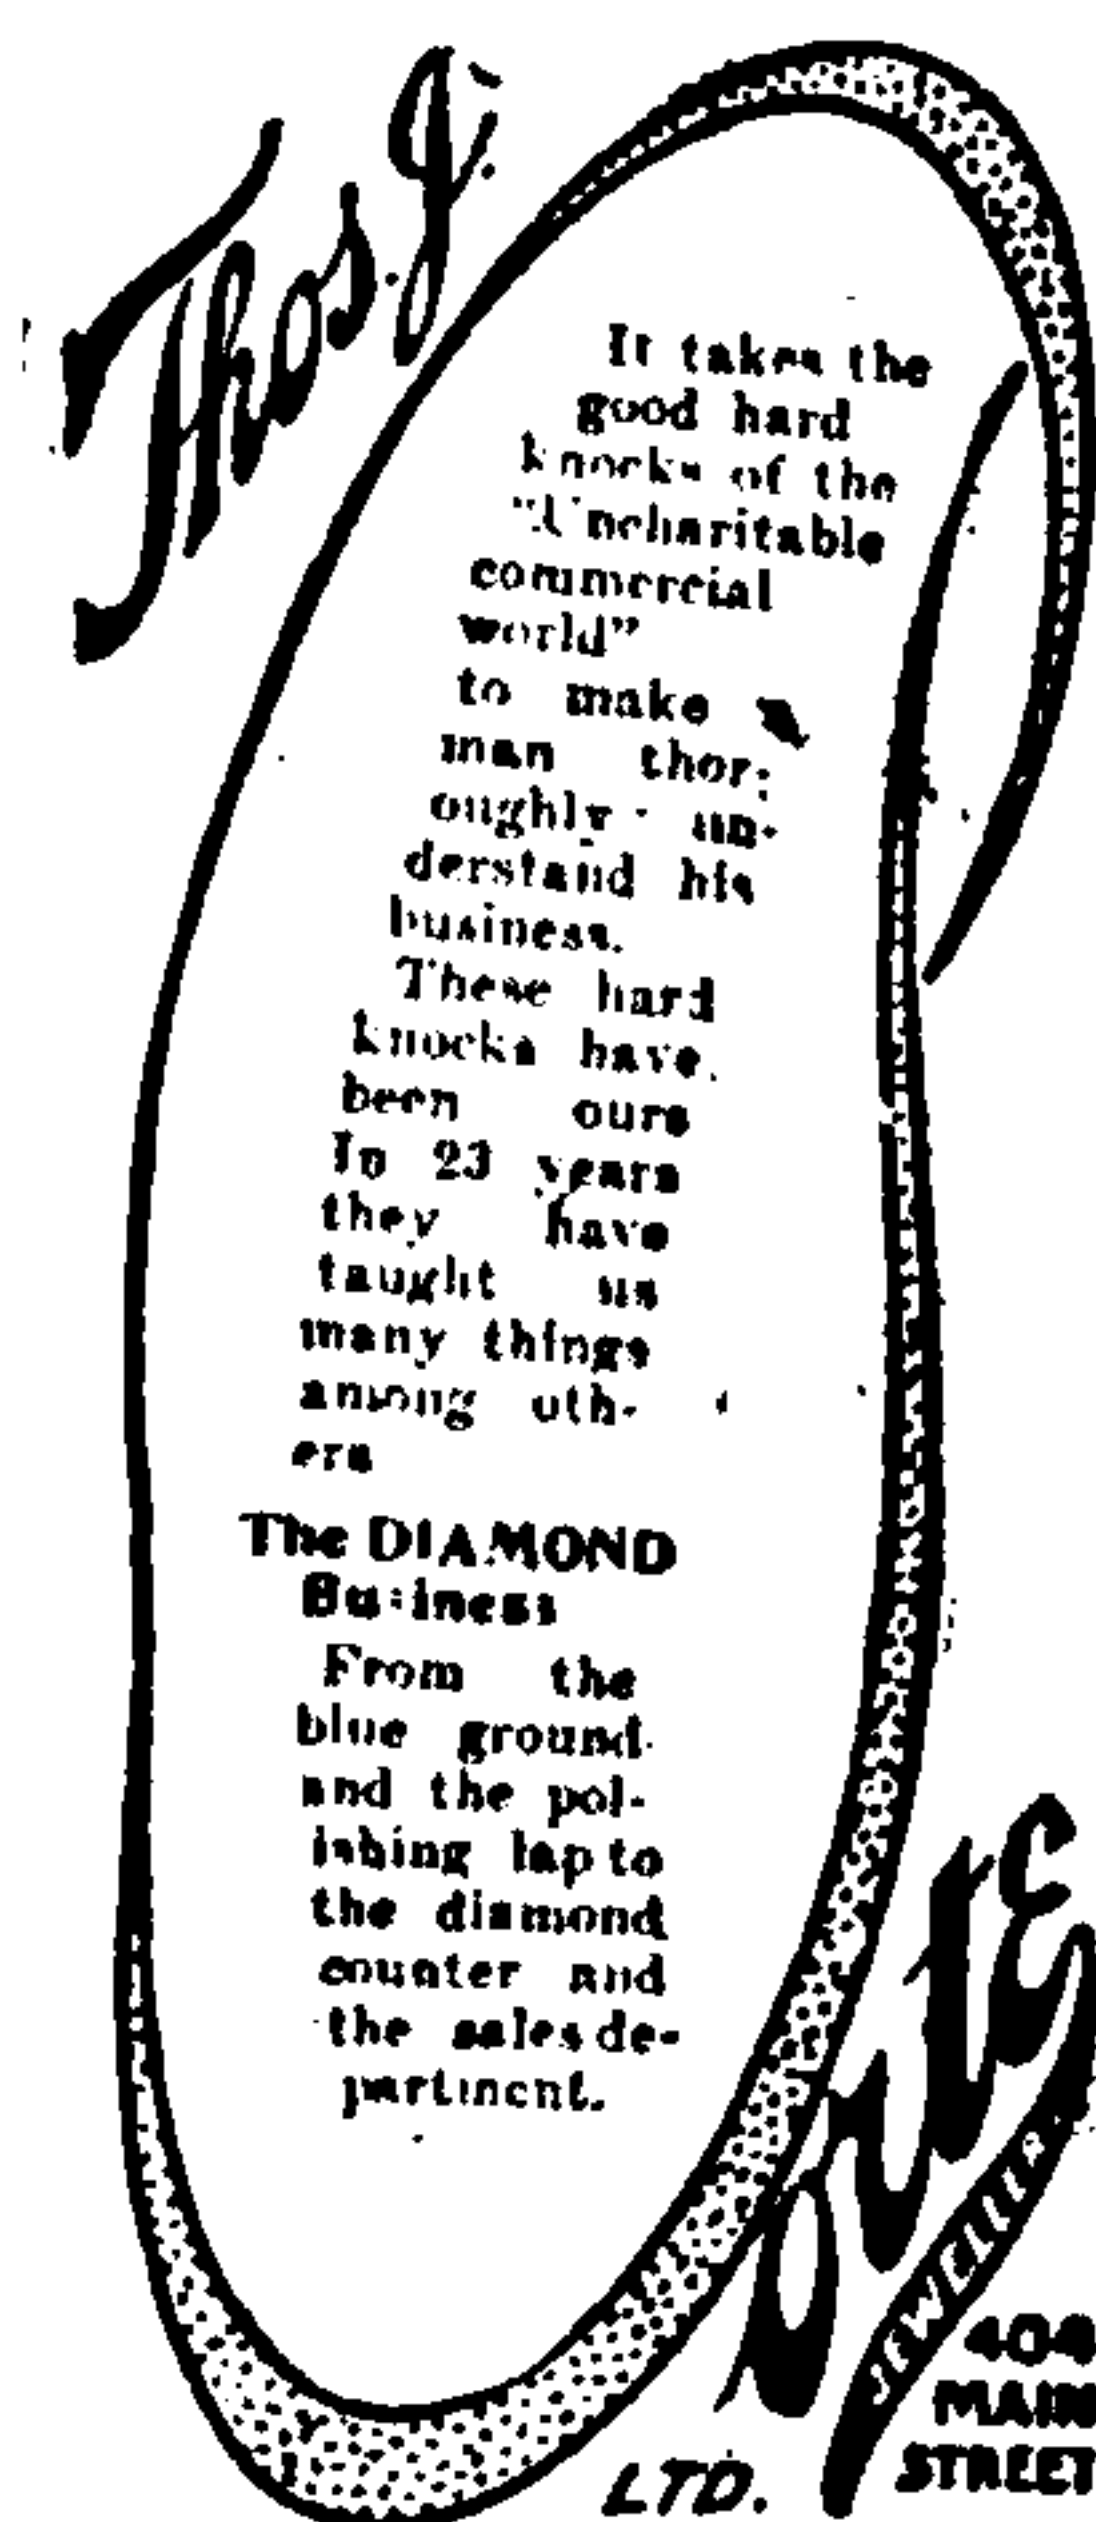 Thos. J.
It takes the
good hard
knocks of the
"Uncharitable
commercial
world"
to make a
man thor-
oughly un-
derstand his
business.
These hard
knocks have
been ours
In 23 years
they have
taught us
many things
among oth-
ers
The DIAMOND
Business
From the
blue ground
and the pol-
ishing lap to
the diamond
counter and
the sales de-
partment.
Porte
JEWELLER
LTD.
404
MAIN
STREET